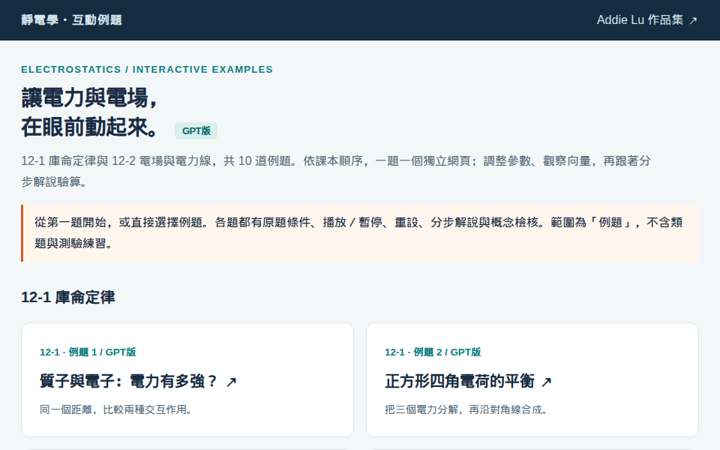 靜電學・互動例題
Addie Lu 作品集 ↗
ELECTROSTATICS / INTERACTIVE EXAMPLES
讓電力與電場，
在眼前動起來。 GPT版
12-1 庫侖定律與 12-2 電場與電力線，共 10 道例題。依課本順序，一題一個獨立網頁；調整參數、觀察向量，再跟著分
步解說驗算。
從第一題開始，或直接選擇例題。各題都有原題條件、播放 / 暫停、重設、分步解說與概念檢核。範圍為「例題」，不含類
題與測驗練習。
12-1 庫侖定律
12-1 · 例題 1 / GPT版
質子與電子：電力有多強？ ↗
同一個距離，比較兩種交互作用。
12-1 · 例題 2 / GPT版
正方形四角電荷的平衡 ↗
把三個電力分解，再沿對角線合成。